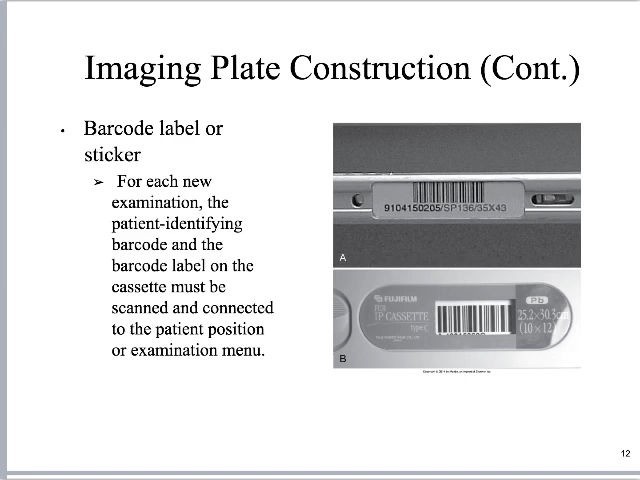 Imaging Plate Construction (Cont.)
• Barcode label or
sticker
➢ For each new
examination, the
patient-identifying
barcode and the
barcode label on the
cassette must be
scanned and connected
to the patient position
or examination menu.
9104150205/SP136/35X43
A
FUJIFILM
FCR
IP CASSETTE
type C
Pb
25.2×30.3cm
(10×12)
B
12